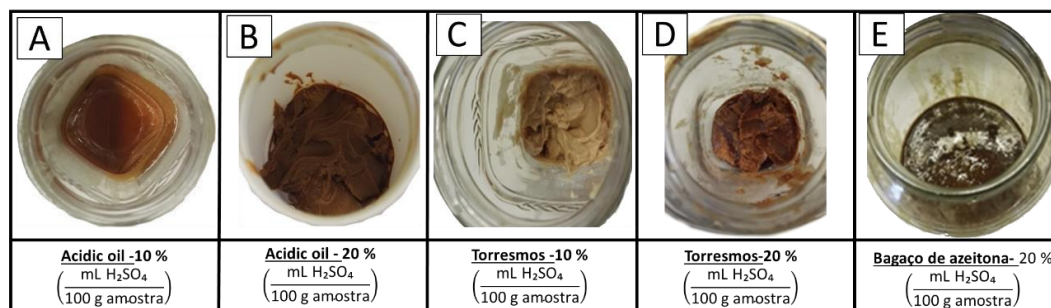 A
B
C
D
E
Acidic oil -10 %
(mL H₂SO₄ / 100 g amostra)
Acidic oil - 20 %
(mL H₂SO₄ / 100 g amostra)
Torresmos -10%
(mL H₂SO₄ / 100 g amostra)
Torresmos-20%
(mL H₂SO₄ / 100 g amostra)
Bagaço de azeitona- 20 %
(mL H₂SO₄ / 100 g amostra)